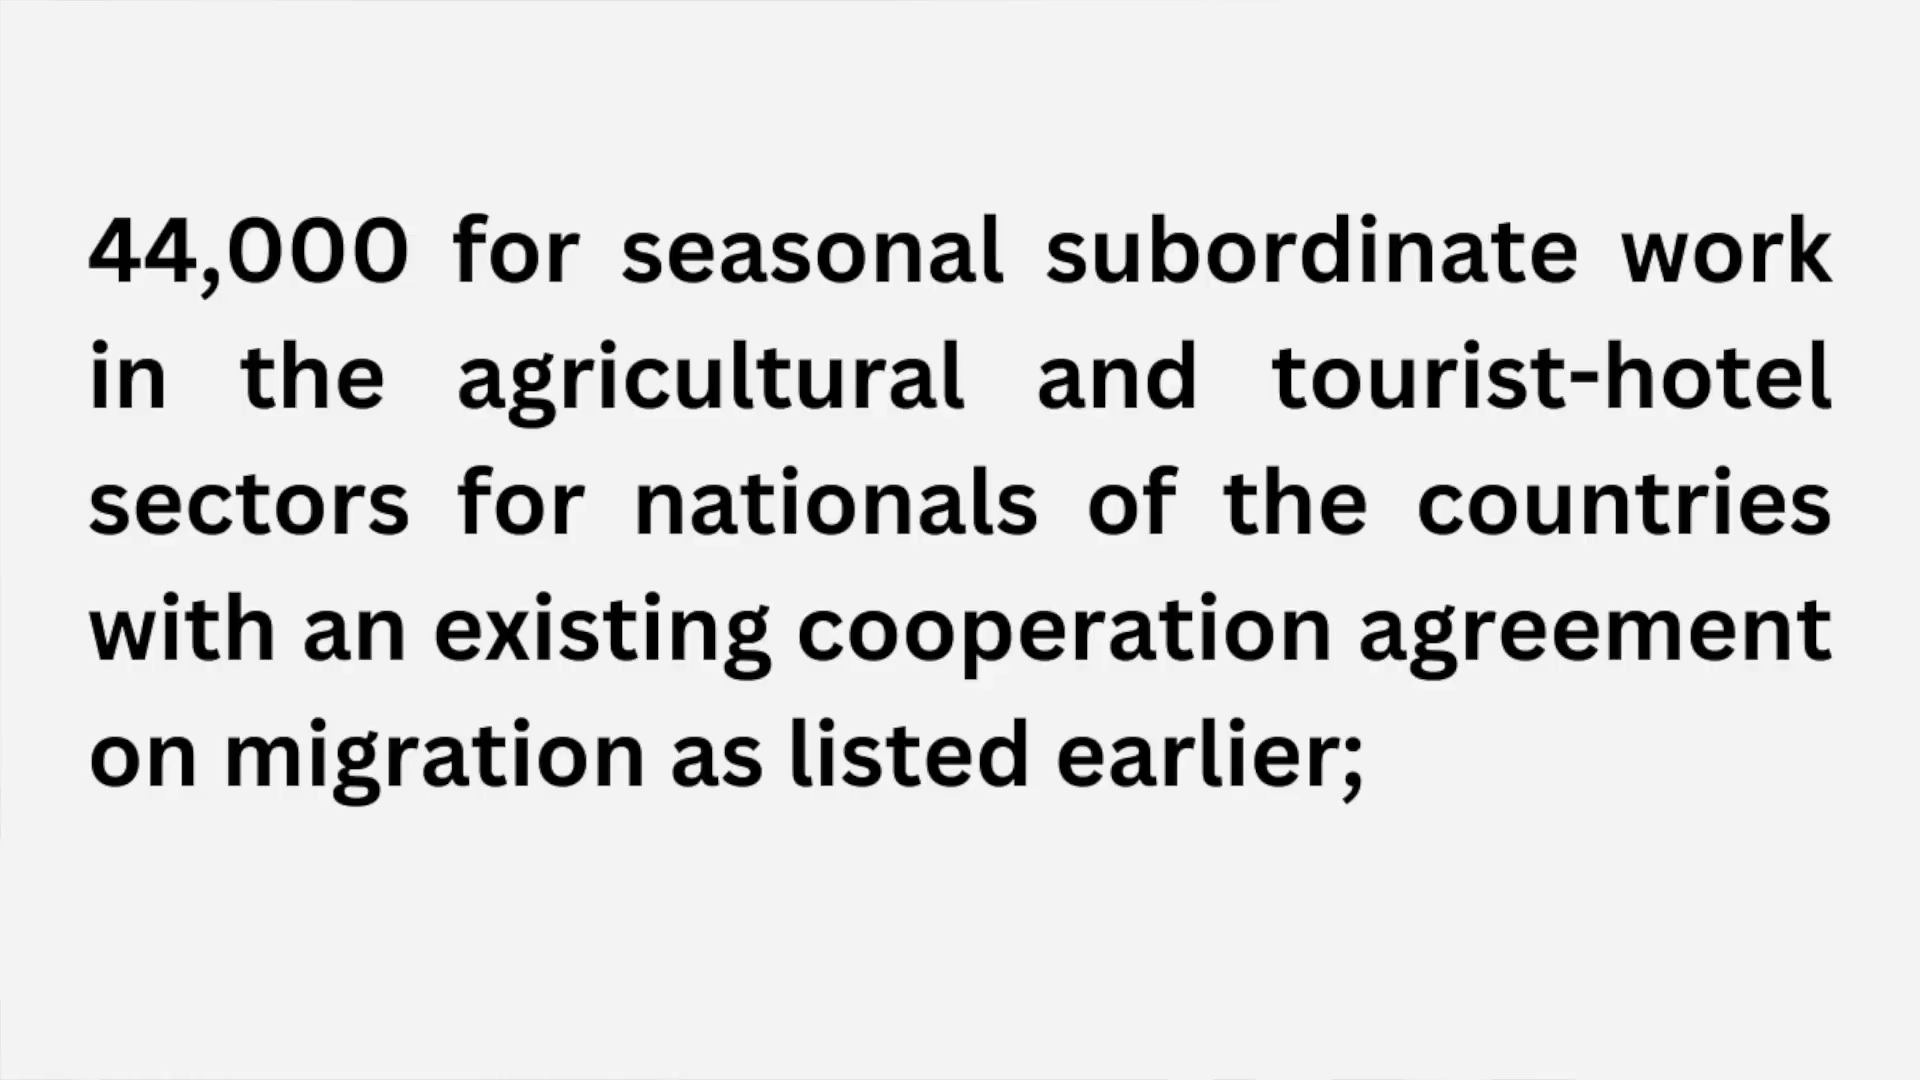 44,000 for seasonal subordinate work
in the agricultural and tourist-hotel
sectors for nationals of the countries
with an existing cooperation agreement
on migration as listed earlier;